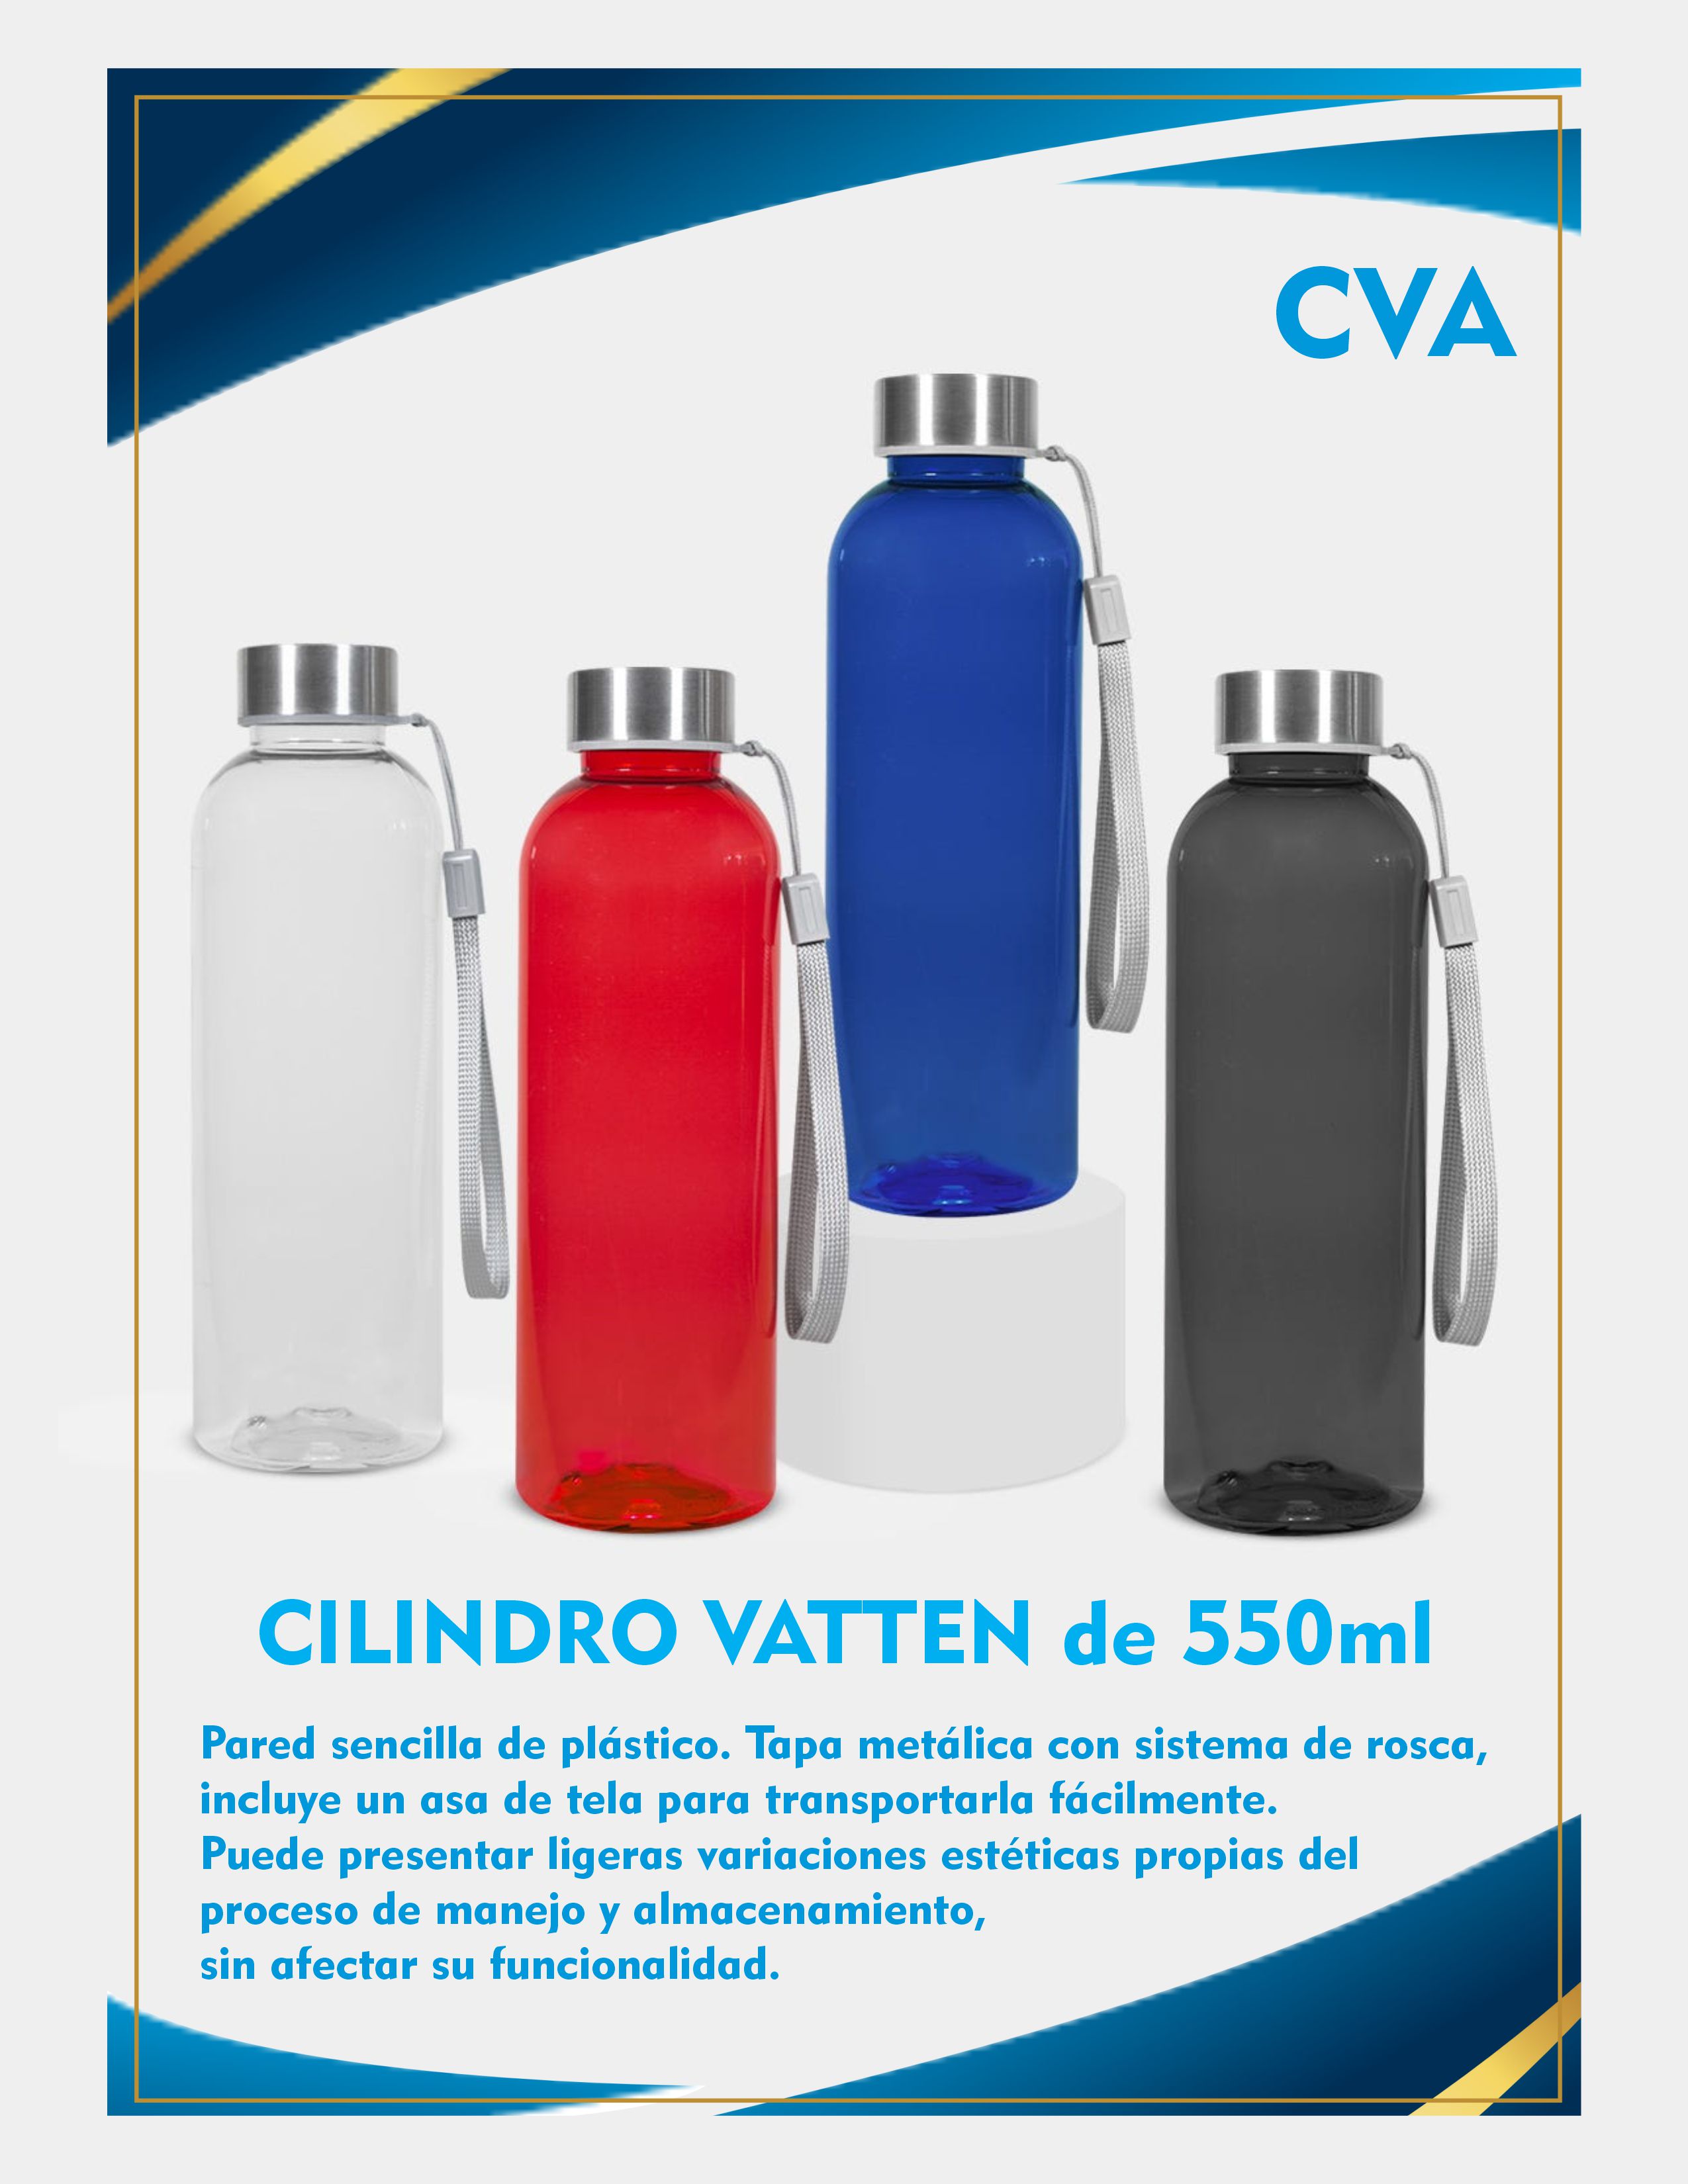 CVA
CILINDRO VATTEN de 550ml
Pared sencilla de plástico. Tapa metálica con sistema de rosca,
incluye un asa de tela para transportarla fácilmente.
Puede presentar ligeras variaciones estéticas propias del
proceso de manejo y almacenamiento,
sin afectar su funcionalidad.